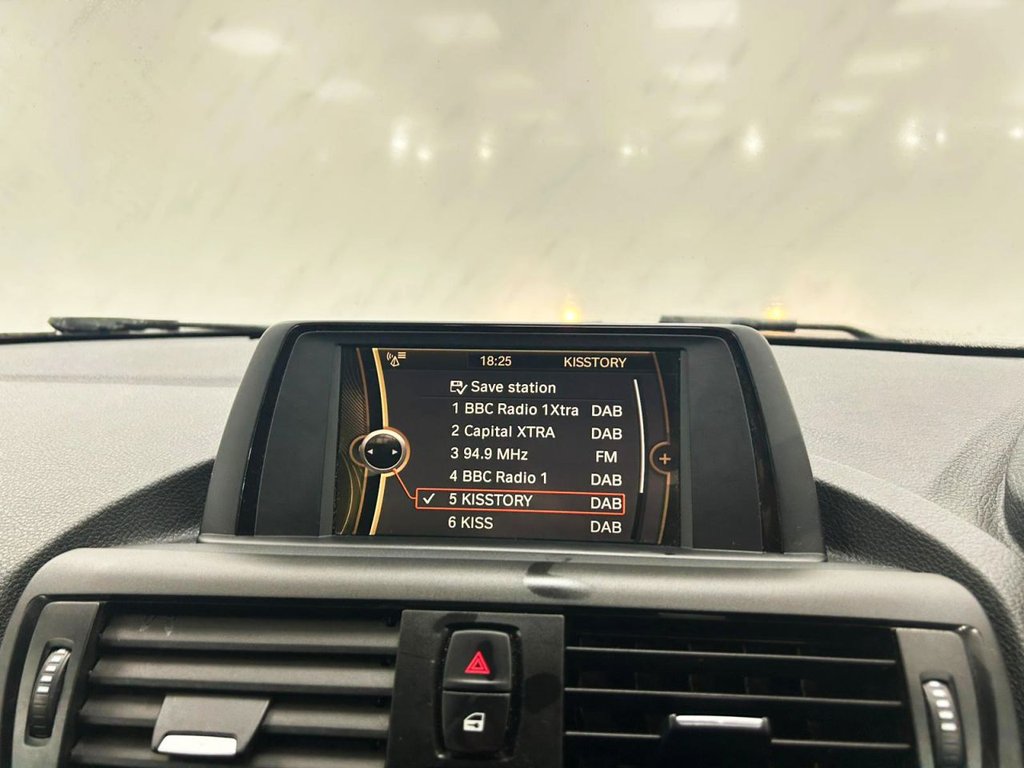 18:25 KISSTORY
Save station
1 BBC Radio 1Xtra DAB
2 Capital XTRA DAB
3 94.9 MHz FM
4 BBC Radio 1 DAB
5 KISSTORY DAB
6 KISS DAB